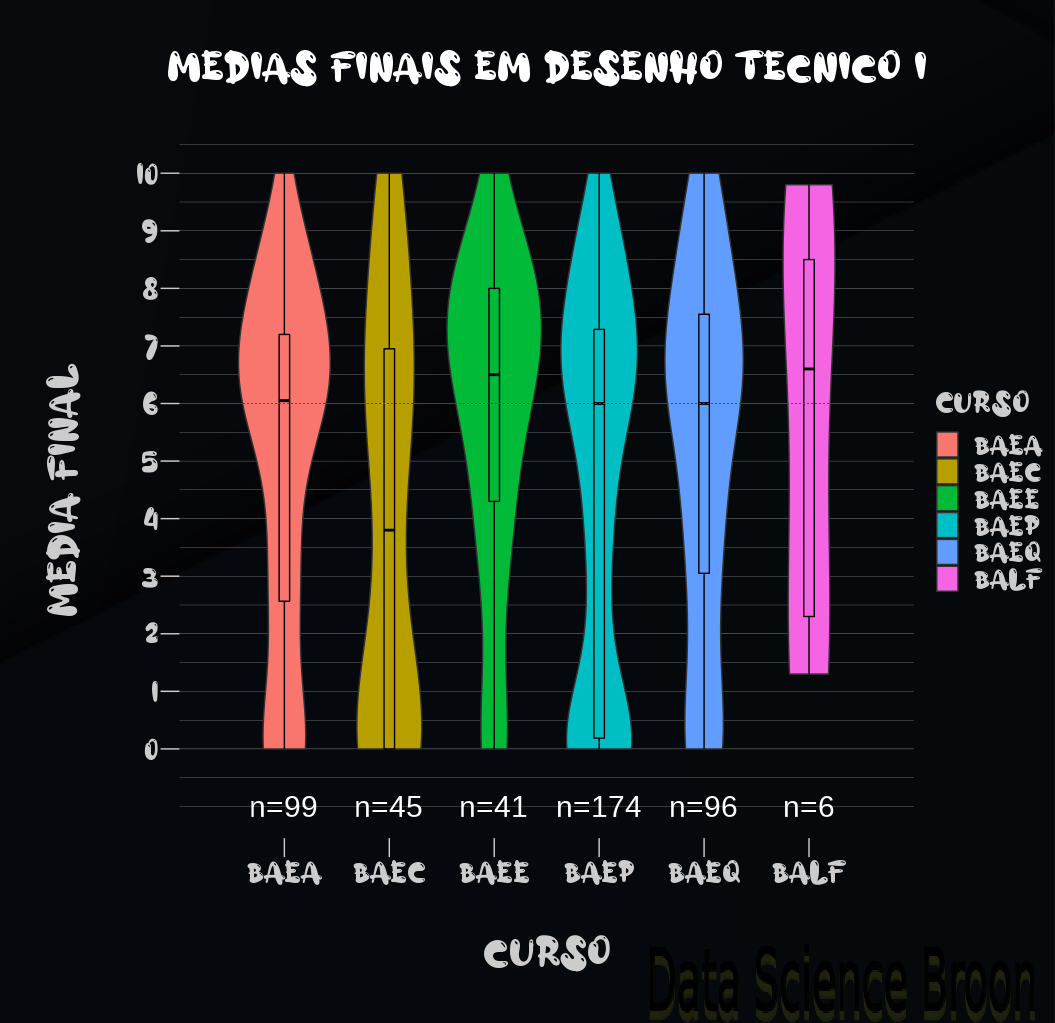 MEDIAS FINAIS EM DESENHO TECNICO I
10
9
8
7
6
5
4
3
2
1
0
MEDIA FINAL
n=99 n=45 n=41 n=174 n=96 n=6
BAEA BAEC BAEE BAEP BAEQ BALF
CURSO
CURSO
BAEA
BAEC
BAEE
BAEP
BAEQ
BALF
Data Science Broon